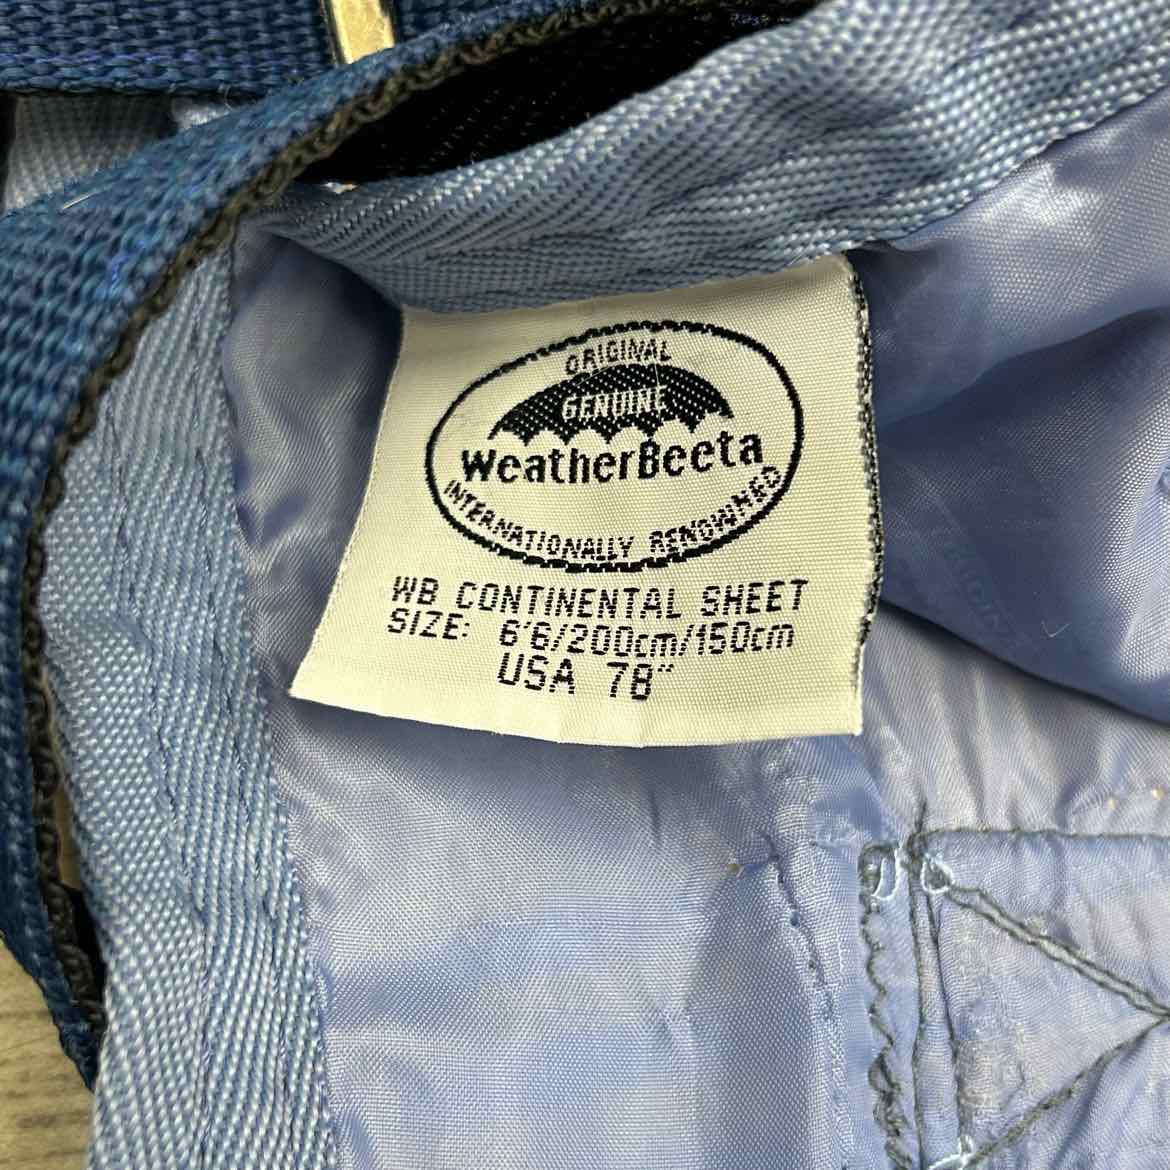 ORIGINAL
GENUINE
WeatherBeeta
INTERNATIONALLY RENOWNED
WB CONTINENTAL SHEET
SIZE: 6'6/200cm/150cm
USA 78"